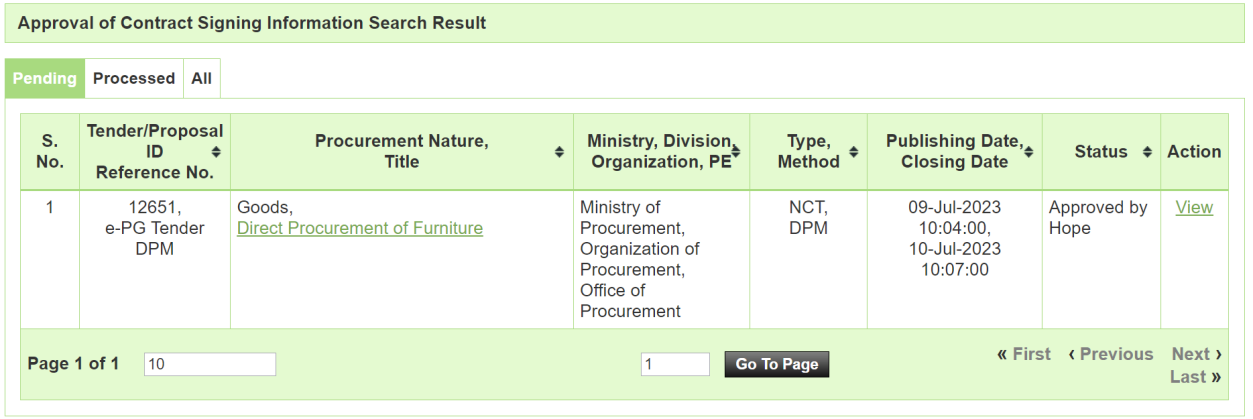 Approval of Contract Signing Information Search Result
Pending Processed All
S. No.
Tender/Proposal ID Reference No.
Procurement Nature, Title
Ministry, Division, Organization, PE
Type, Method
Publishing Date, Closing Date
Status
Action
1
12651,
e-PG Tender
DPM
Goods,
Direct Procurement of Furniture
Ministry of
Procurement,
Organization of
Procurement,
Office of
Procurement
NCT,
DPM
09-Jul-2023
10:04:00,
10-Jul-2023
10:07:00
Approved by
Hope
View
Page 1 of 1 10 1 Go To Page « First ‹ Previous Next ›
Last »